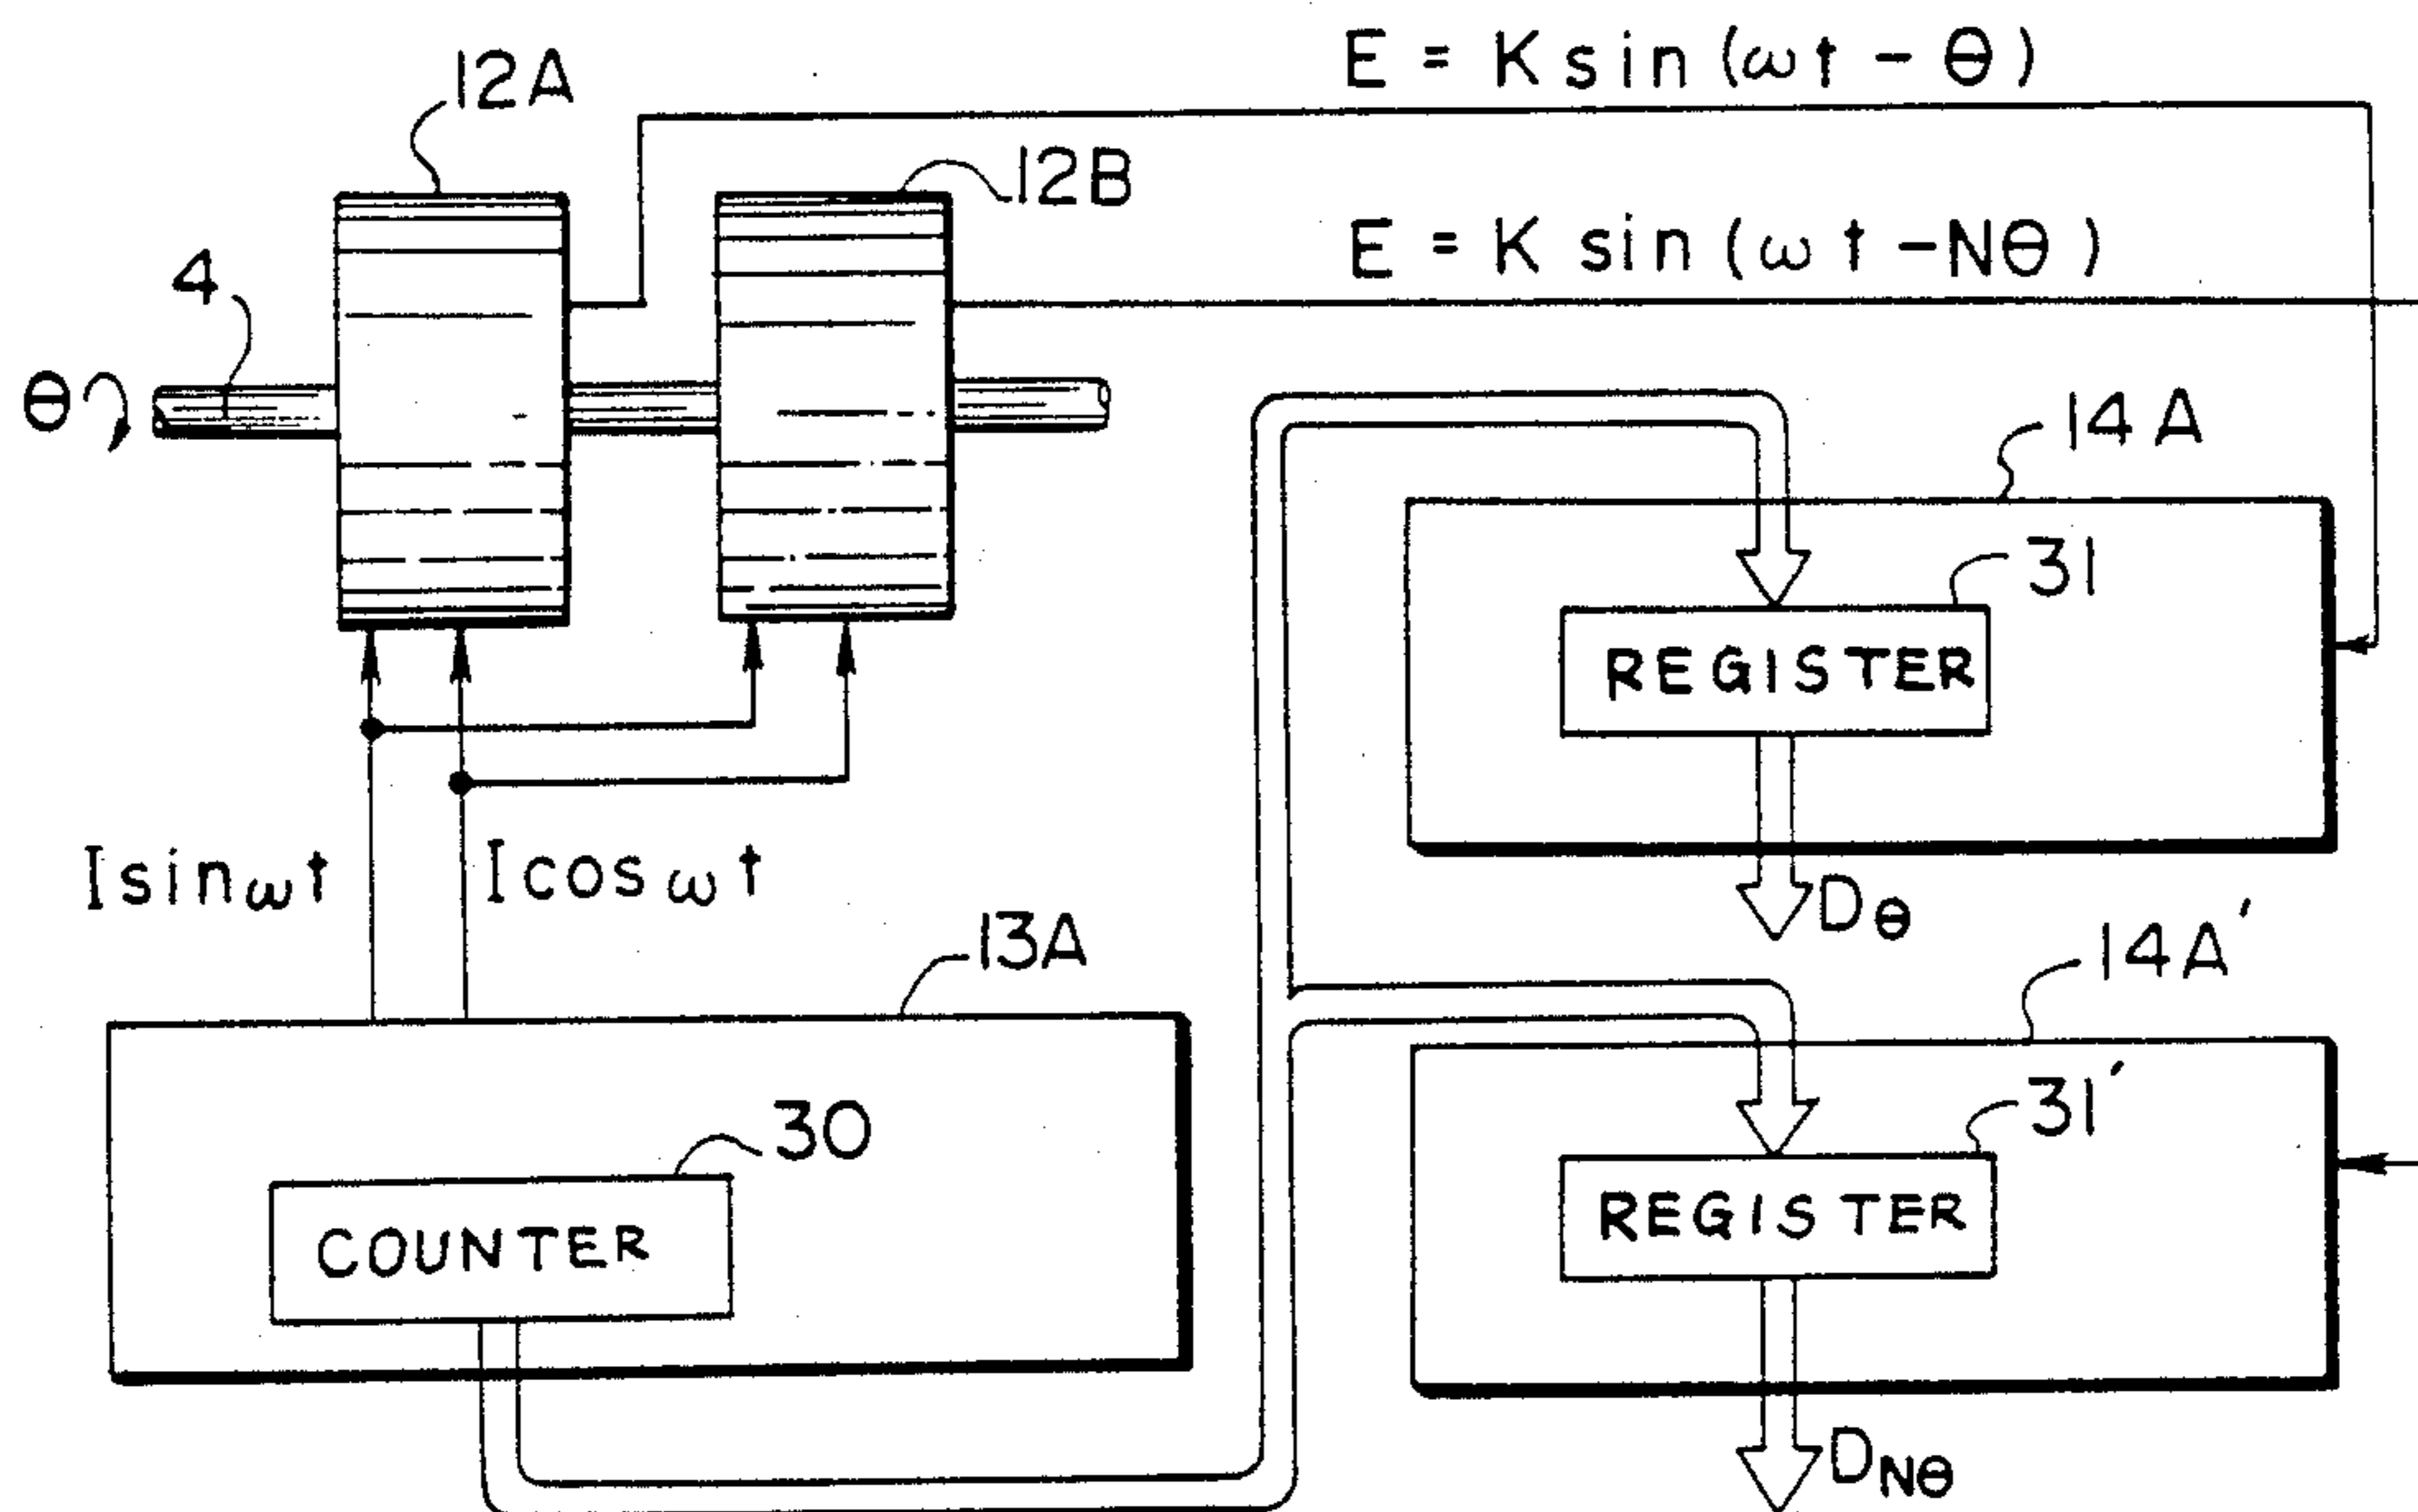 12A
E = K sin (ωt - θ)
12B
E = K sin (ωt - Nθ)
4
θ
14A
31
REGISTER
I sin ωt
I cos ωt
Dθ
13A
14A'
31'
30
REGISTER
COUNTER
DNθ